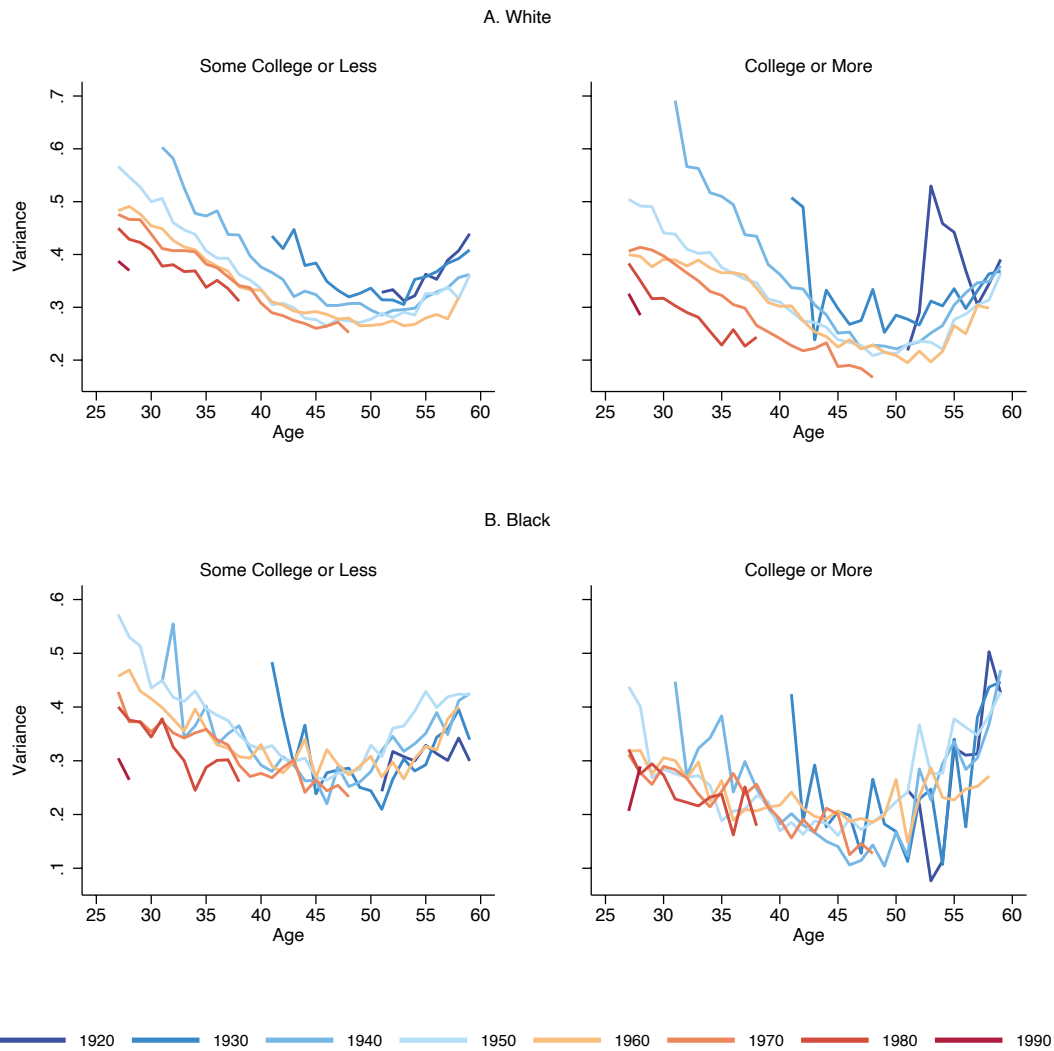 A. White
Some College or Less
College or More
Variance
.7
.6
.5
.4
.3
.2
25 30 35 40 45 50 55 60
25 30 35 40 45 50 55 60
Age
Age
B. Black
Some College or Less
College or More
Variance
.6
.5
.4
.3
.2
.1
25 30 35 40 45 50 55 60
25 30 35 40 45 50 55 60
Age
Age
1920 1930 1940 1950 1960 1970 1980 1990